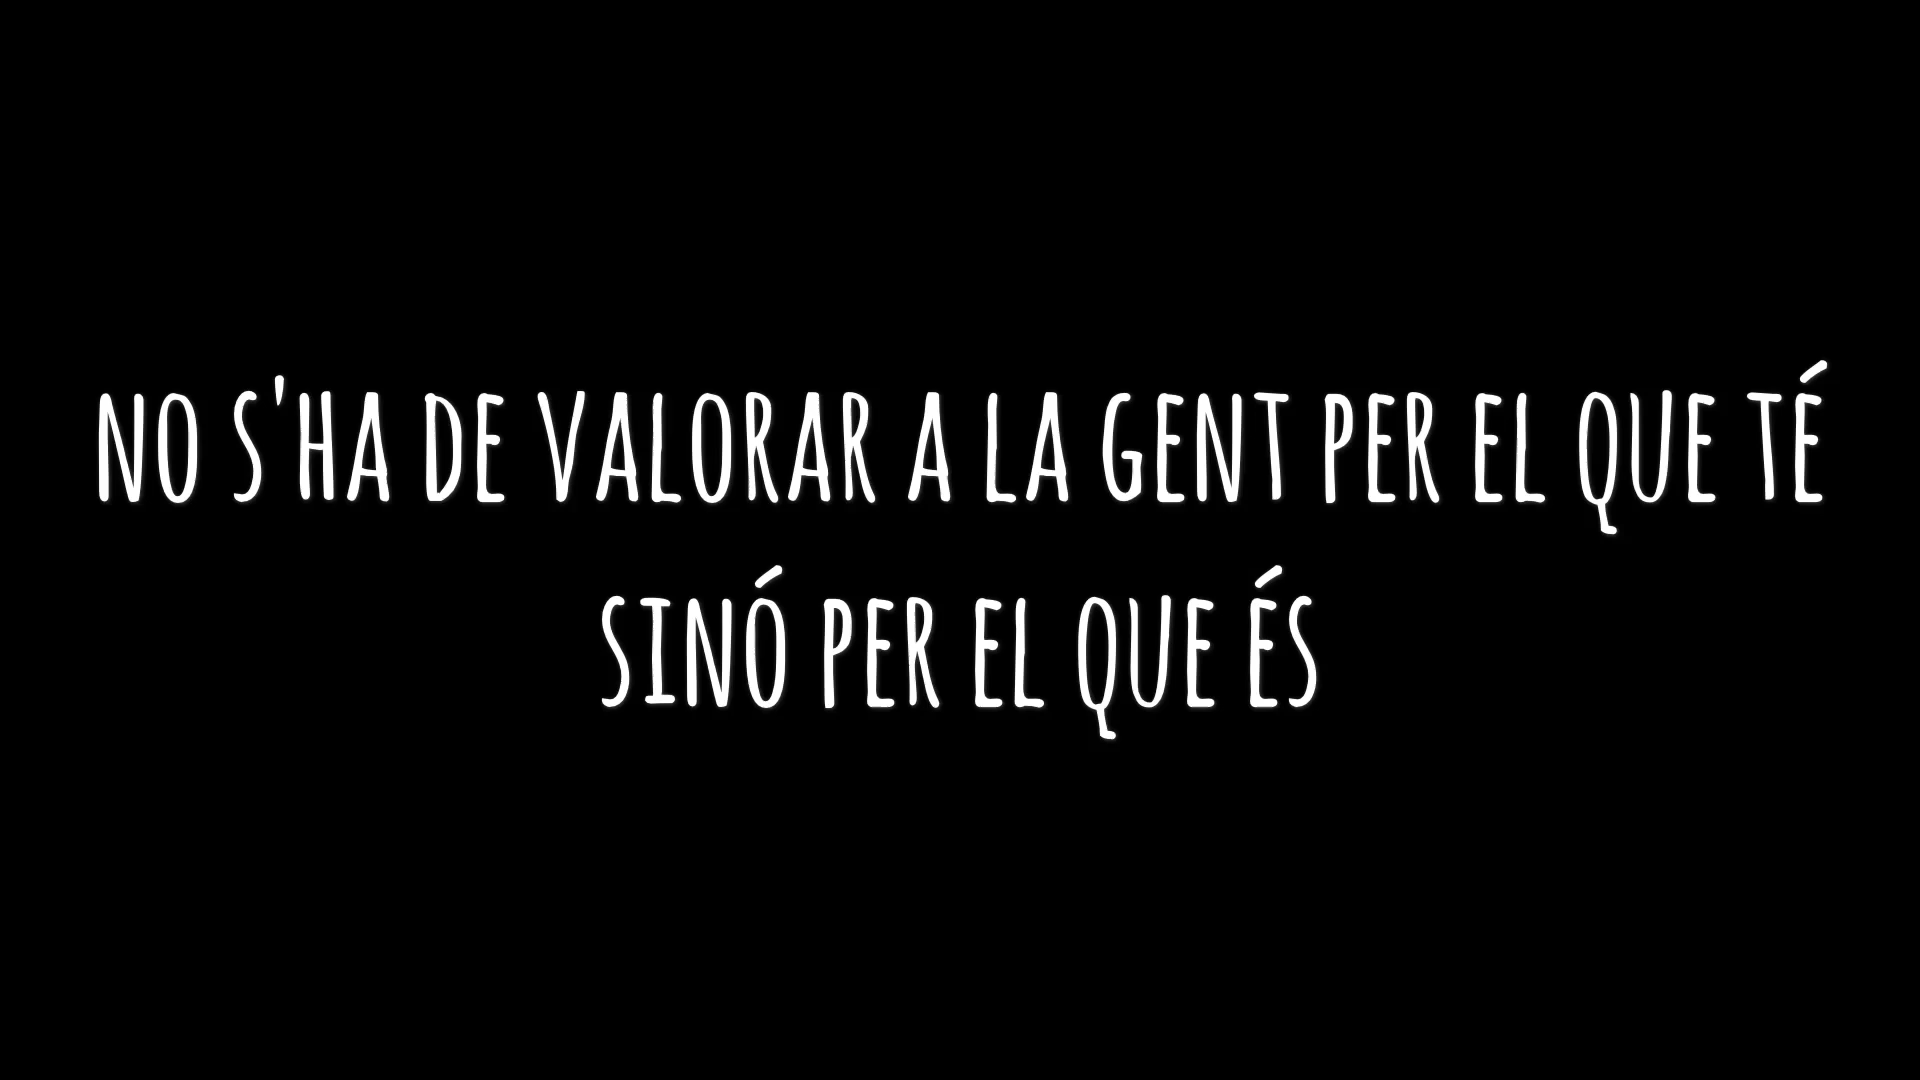 NO S'HA DE VALORAR A LA GENT PER EL QUE TÉ
SINÓ PER EL QUE ÉS